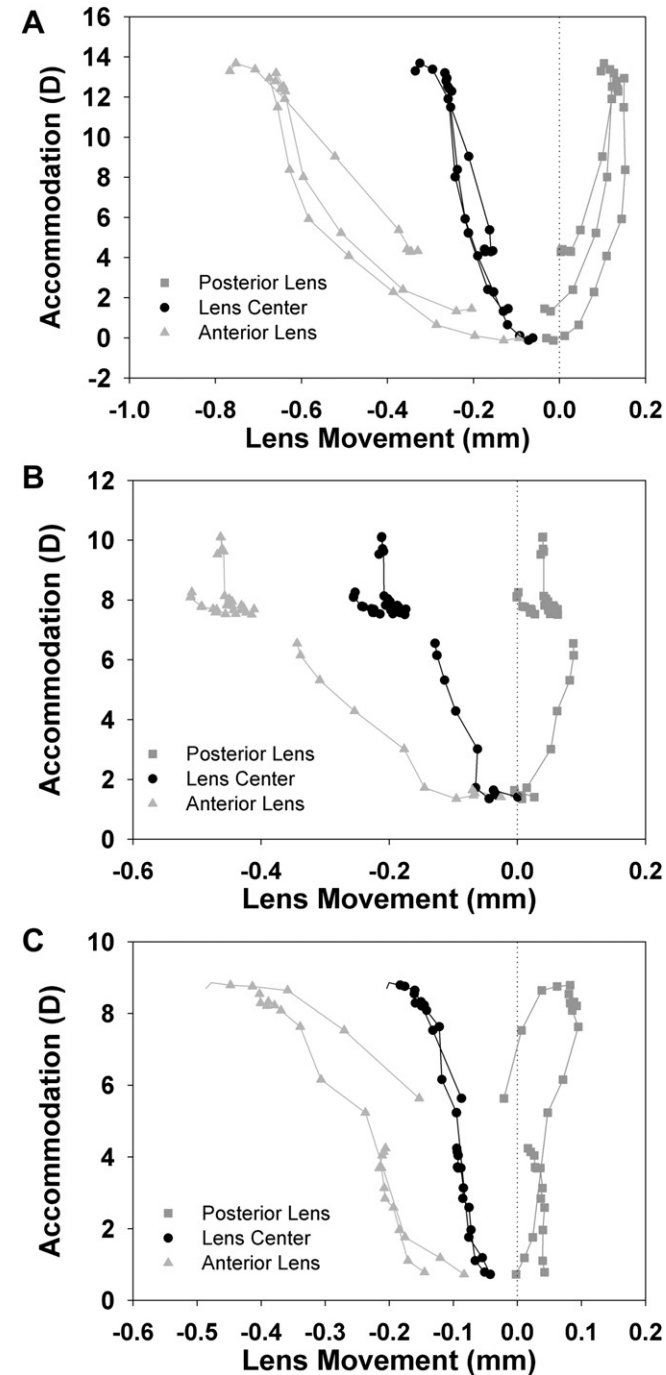 A
Accommodation (D)
16
14
12
10
8
6
4
2
0
-2
Posterior Lens
Lens Center
Anterior Lens
-1.0 -0.8 -0.6 -0.4 -0.2 0.0 0.2
Lens Movement (mm)
B
Accommodation (D)
12
10
8
6
4
2
0
Posterior Lens
Lens Center
Anterior Lens
-0.6 -0.4 -0.2 0.0 0.2
Lens Movement (mm)
C
Accommodation (D)
10
8
6
4
2
0
Posterior Lens
Lens Center
Anterior Lens
-0.6 -0.5 -0.4 -0.3 -0.2 -0.1 0.0 0.1 0.2
Lens Movement (mm)